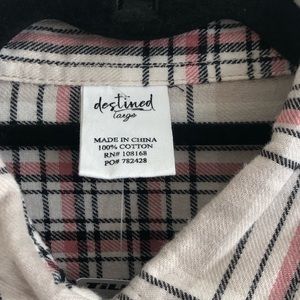 destined
large
MADE IN CHINA
100% COTTON
RN# 108168
PO# 782428